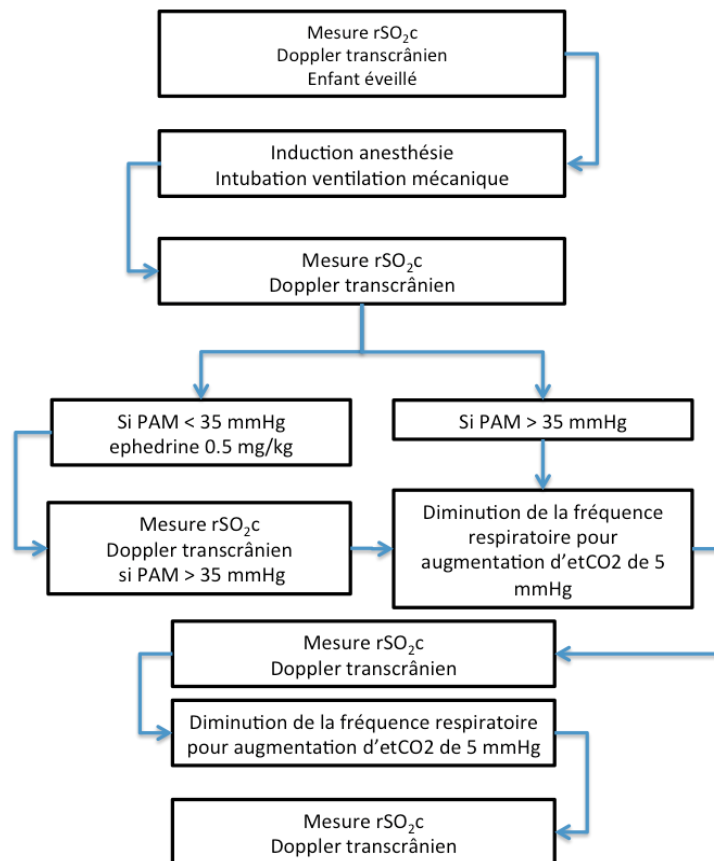 Mesure rSO₂c
Doppler transcrânien
Enfant éveillé
Induction anesthésie
Intubation ventilation mécanique
Mesure rSO₂c
Doppler transcrânien
Si PAM < 35 mmHg
ephedrine 0.5 mg/kg
Si PAM > 35 mmHg
Mesure rSO₂c
Doppler transcrânien
si PAM > 35 mmHg
Diminution de la fréquence
respiratoire pour
augmentation d'etCO2 de 5
mmHg
Mesure rSO₂c
Doppler transcrânien
Diminution de la fréquence respiratoire
pour augmentation d'etCO2 de 5 mmHg
Mesure rSO₂c
Doppler transcrânien